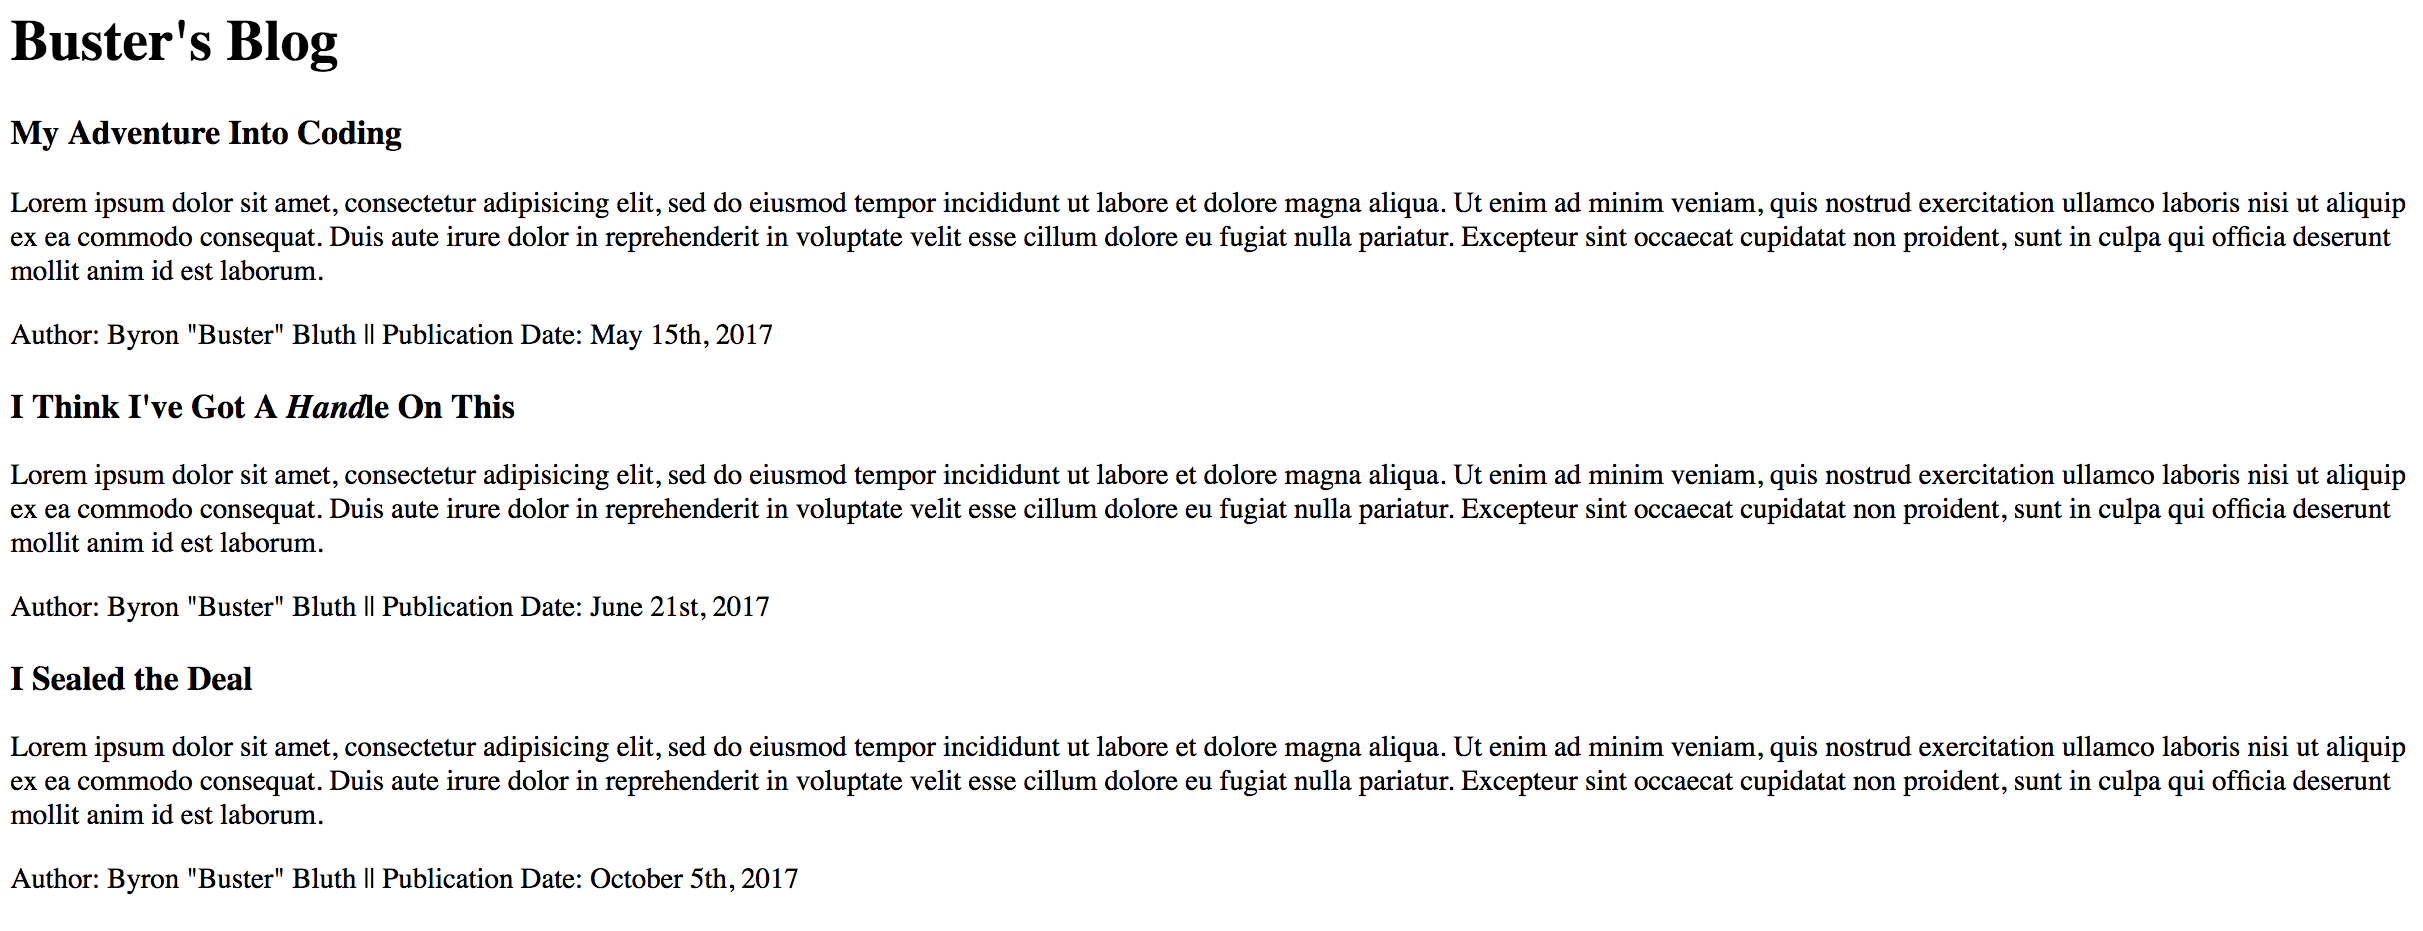 Buster's Blog
My Adventure Into Coding
Lorem ipsum dolor sit amet, consectetur adipisicing elit, sed do eiusmod tempor incididunt ut labore et dolore magna aliqua. Ut enim ad minim veniam, quis nostrud exercitation ullamco laboris nisi ut aliquip
ex ea commodo consequat. Duis aute irure dolor in reprehenderit in voluptate velit esse cillum dolore eu fugiat nulla pariatur. Excepteur sint occaecat cupidatat non proident, sunt in culpa qui officia deserunt
mollit anim id est laborum.
Author: Byron "Buster" Bluth || Publication Date: May 15th, 2017
I Think I've Got A Handle On This
Lorem ipsum dolor sit amet, consectetur adipisicing elit, sed do eiusmod tempor incididunt ut labore et dolore magna aliqua. Ut enim ad minim veniam, quis nostrud exercitation ullamco laboris nisi ut aliquip
ex ea commodo consequat. Duis aute irure dolor in reprehenderit in voluptate velit esse cillum dolore eu fugiat nulla pariatur. Excepteur sint occaecat cupidatat non proident, sunt in culpa qui officia deserunt
mollit anim id est laborum.
Author: Byron "Buster" Bluth || Publication Date: June 21st, 2017
I Sealed the Deal
Lorem ipsum dolor sit amet, consectetur adipisicing elit, sed do eiusmod tempor incididunt ut labore et dolore magna aliqua. Ut enim ad minim veniam, quis nostrud exercitation ullamco laboris nisi ut aliquip
ex ea commodo consequat. Duis aute irure dolor in reprehenderit in voluptate velit esse cillum dolore eu fugiat nulla pariatur. Excepteur sint occaecat cupidatat non proident, sunt in culpa qui officia deserunt
mollit anim id est laborum.
Author: Byron "Buster" Bluth || Publication Date: October 5th, 2017